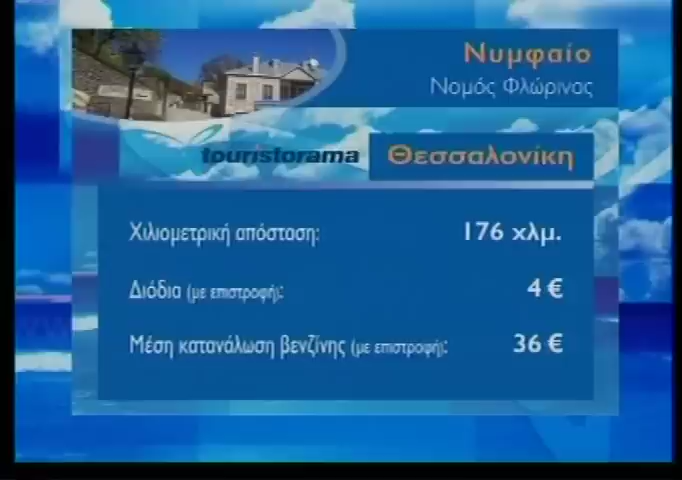 Νυμφαίο
Νομός Φλώρινας
touristorama
Θεσσαλονίκη
Χιλιομετρική απόσταση: 176 χλμ.
Διόδια (με επιστροφή): 4 €
Μέση κατανάλωση βενζίνης (με επιστροφή): 36 €